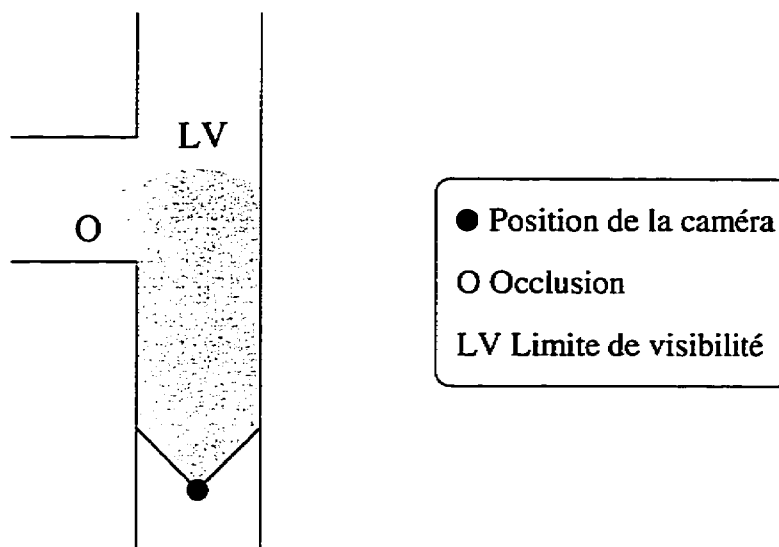 LV
O
● Position de la caméra
O Occlusion
LV Limite de visibilité